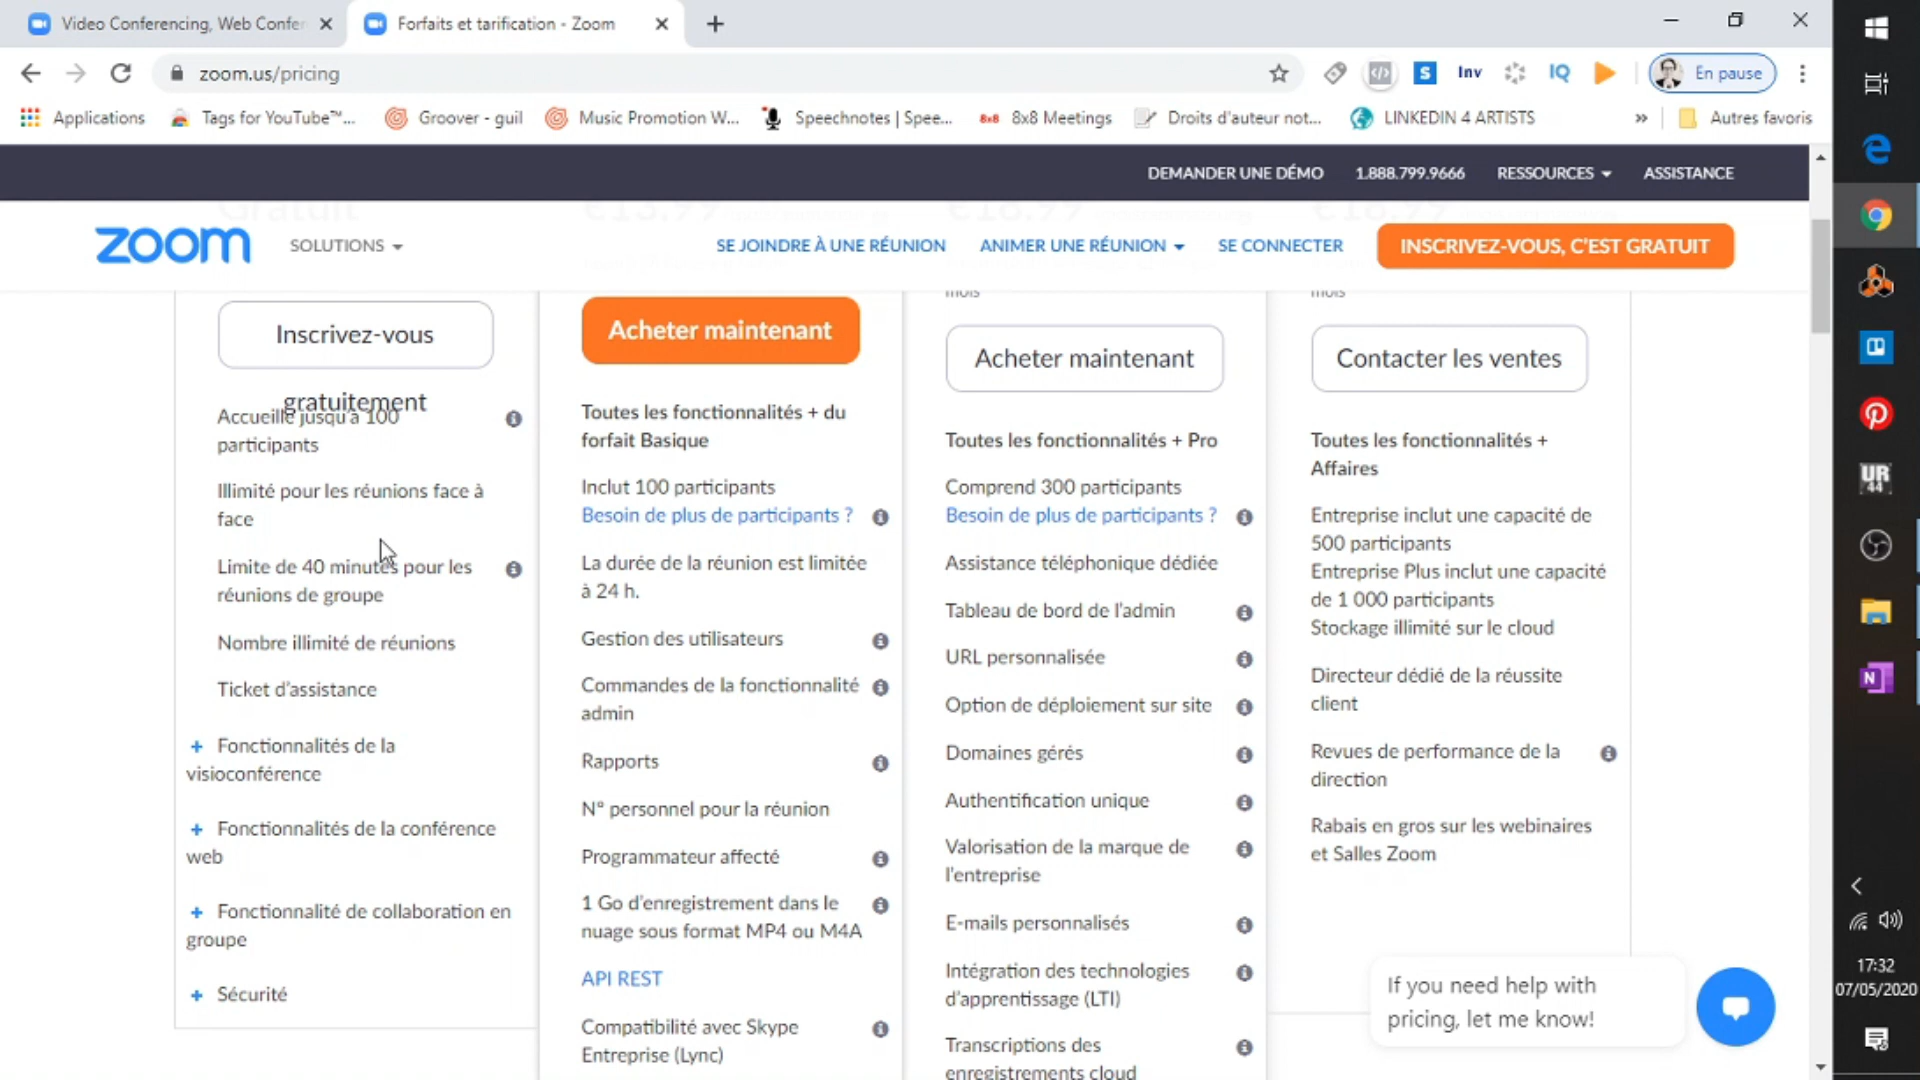 Video Conferencing, Web Confer
Forfaits et tarification - Zoom
zoom.us/pricing
Inv
IQ
En pause
Applications
Tags for YouTube™...
Groover - guil
Music Promotion W...
Speechnotes | Spee...
8x8 8x8 Meetings
Droits d'auteur not...
LINKEDIN 4 ARTISTS
»
Autres favoris
DEMANDER UNE DÉMO
1.888.799.9666
RESSOURCES
ASSISTANCE
zoom
SOLUTIONS
SE JOINDRE À UNE RÉUNION
ANIMER UNE RÉUNION
SE CONNECTER
INSCRIVEZ-VOUS, C'EST GRATUIT
Gratuit
€13.99
€18.99
€18.99
Inscrivez-vous
gratuitement
Accueille jusqu'à 100
participants
Illimité pour les réunions face à
face
Limite de 40 minutes pour les
réunions de groupe
Nombre illimité de réunions
Ticket d'assistance
+ Fonctionnalités de la
visioconférence
+ Fonctionnalités de la conférence
web
+ Fonctionnalité de collaboration en
groupe
+ Sécurité
Acheter maintenant
Toutes les fonctionnalités + du
forfait Basique
Inclut 100 participants
Besoin de plus de participants ?
La durée de la réunion est limitée
à 24 h.
Gestion des utilisateurs
Commandes de la fonctionnalité
admin
Rapports
N° personnel pour la réunion
Programmateur affecté
1 Go d'enregistrement dans le
nuage sous format MP4 ou M4A
API REST
Compatibilité avec Skype
Entreprise (Lync)
mois
Acheter maintenant
Toutes les fonctionnalités + Pro
Comprend 300 participants
Besoin de plus de participants ?
Assistance téléphonique dédiée
Tableau de bord de l'admin
URL personnalisée
Option de déploiement sur site
Domaines gérés
Authentification unique
Valorisation de la marque de
l'entreprise
E-mails personnalisés
Intégration des technologies
d'apprentissage (LTI)
Transcriptions des
enregistrements cloud
mois
Contacter les ventes
Toutes les fonctionnalités +
Affaires
Entreprise inclut une capacité de
500 participants
Entreprise Plus inclut une capacité
de 1 000 participants
Stockage illimité sur le cloud
Directeur dédié de la réussite
client
Revues de performance de la
direction
Rabais en gros sur les webinaires
et Salles Zoom
If you need help with
pricing, let me know!
UR
44
N
17:32
07/05/2020